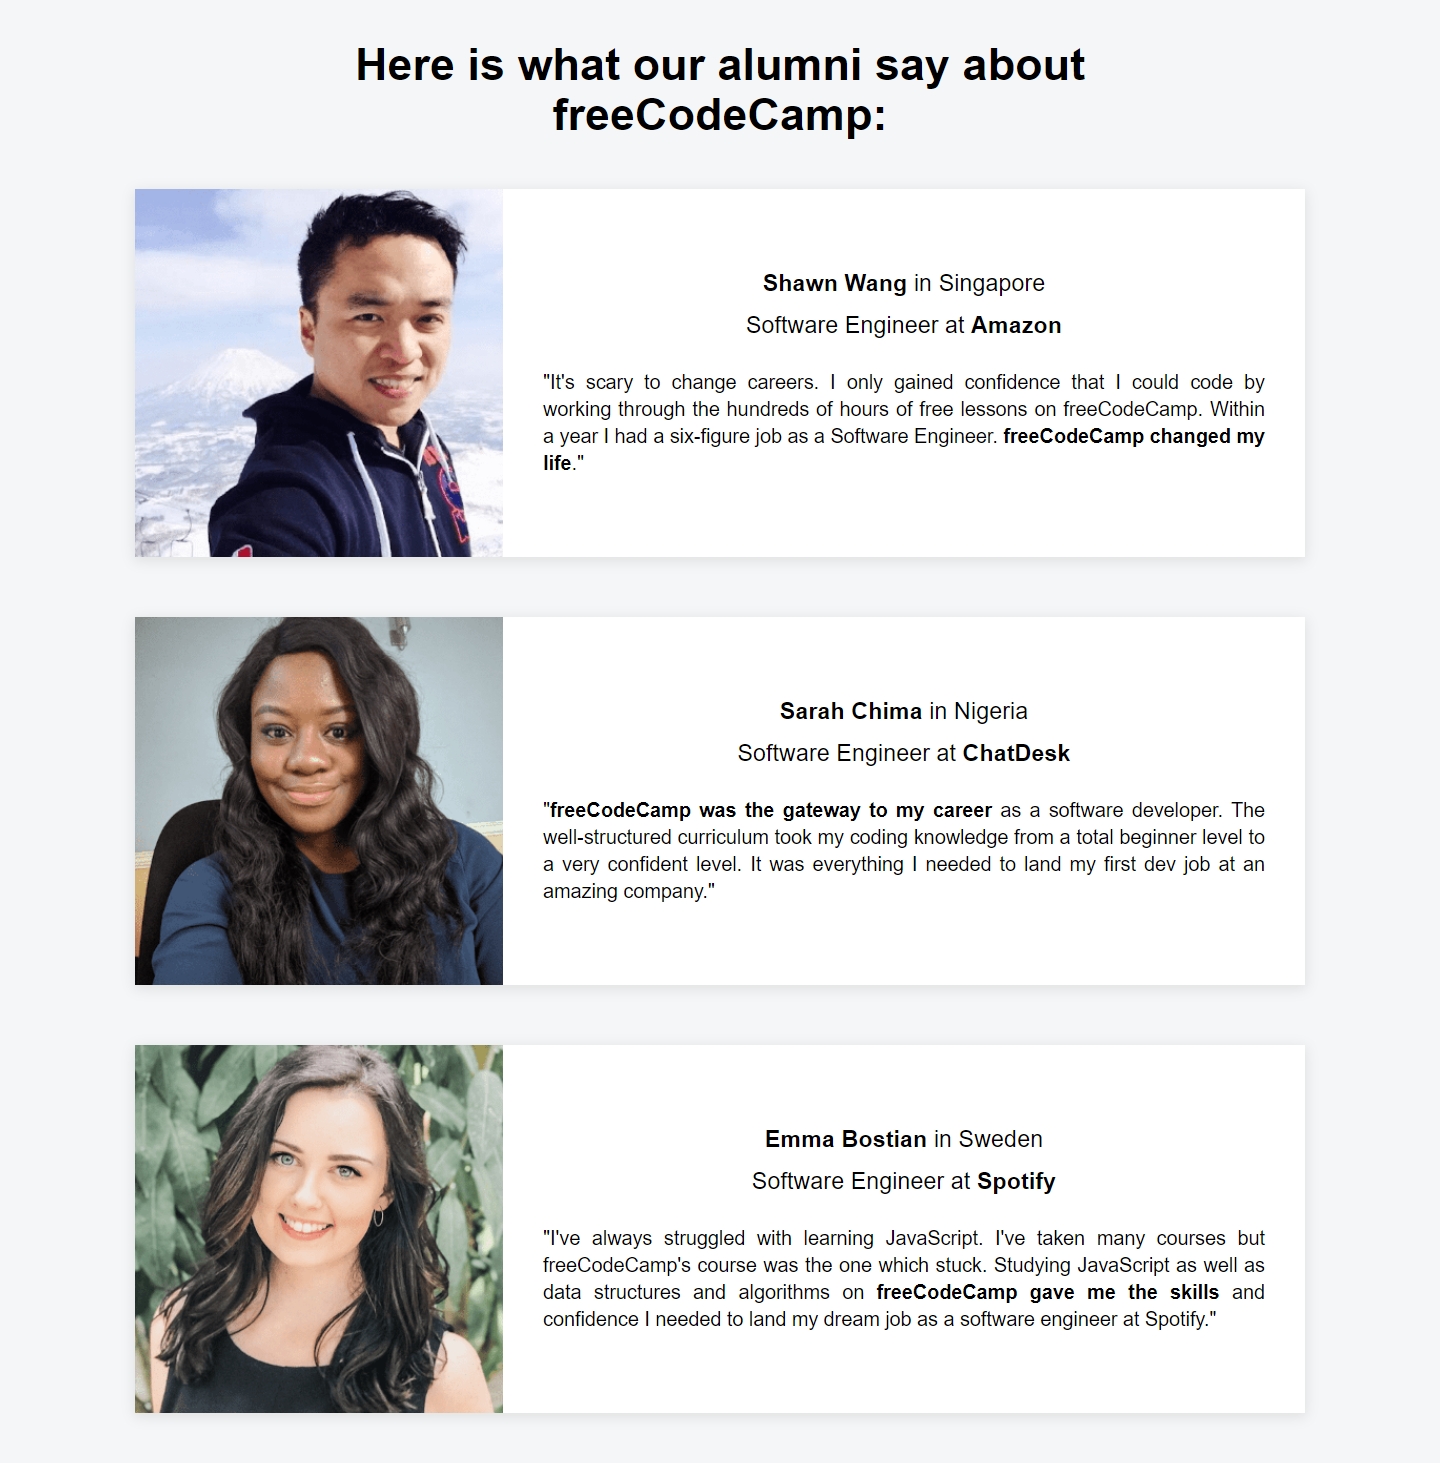 Here is what our alumni say about
freeCodeCamp:
Shawn Wang in Singapore
Software Engineer at Amazon
"It's scary to change careers. I only gained confidence that I could code by
working through the hundreds of hours of free lessons on freeCodeCamp. Within
a year I had a six-figure job as a Software Engineer. freeCodeCamp changed my
life."
Sarah Chima in Nigeria
Software Engineer at ChatDesk
"freeCodeCamp was the gateway to my career as a software developer. The
well-structured curriculum took my coding knowledge from a total beginner level to
a very confident level. It was everything I needed to land my first dev job at an
amazing company."
Emma Bostian in Sweden
Software Engineer at Spotify
"I've always struggled with learning JavaScript. I've taken many courses but
freeCodeCamp's course was the one which stuck. Studying JavaScript as well as
data structures and algorithms on freeCodeCamp gave me the skills and
confidence I needed to land my dream job as a software engineer at Spotify."